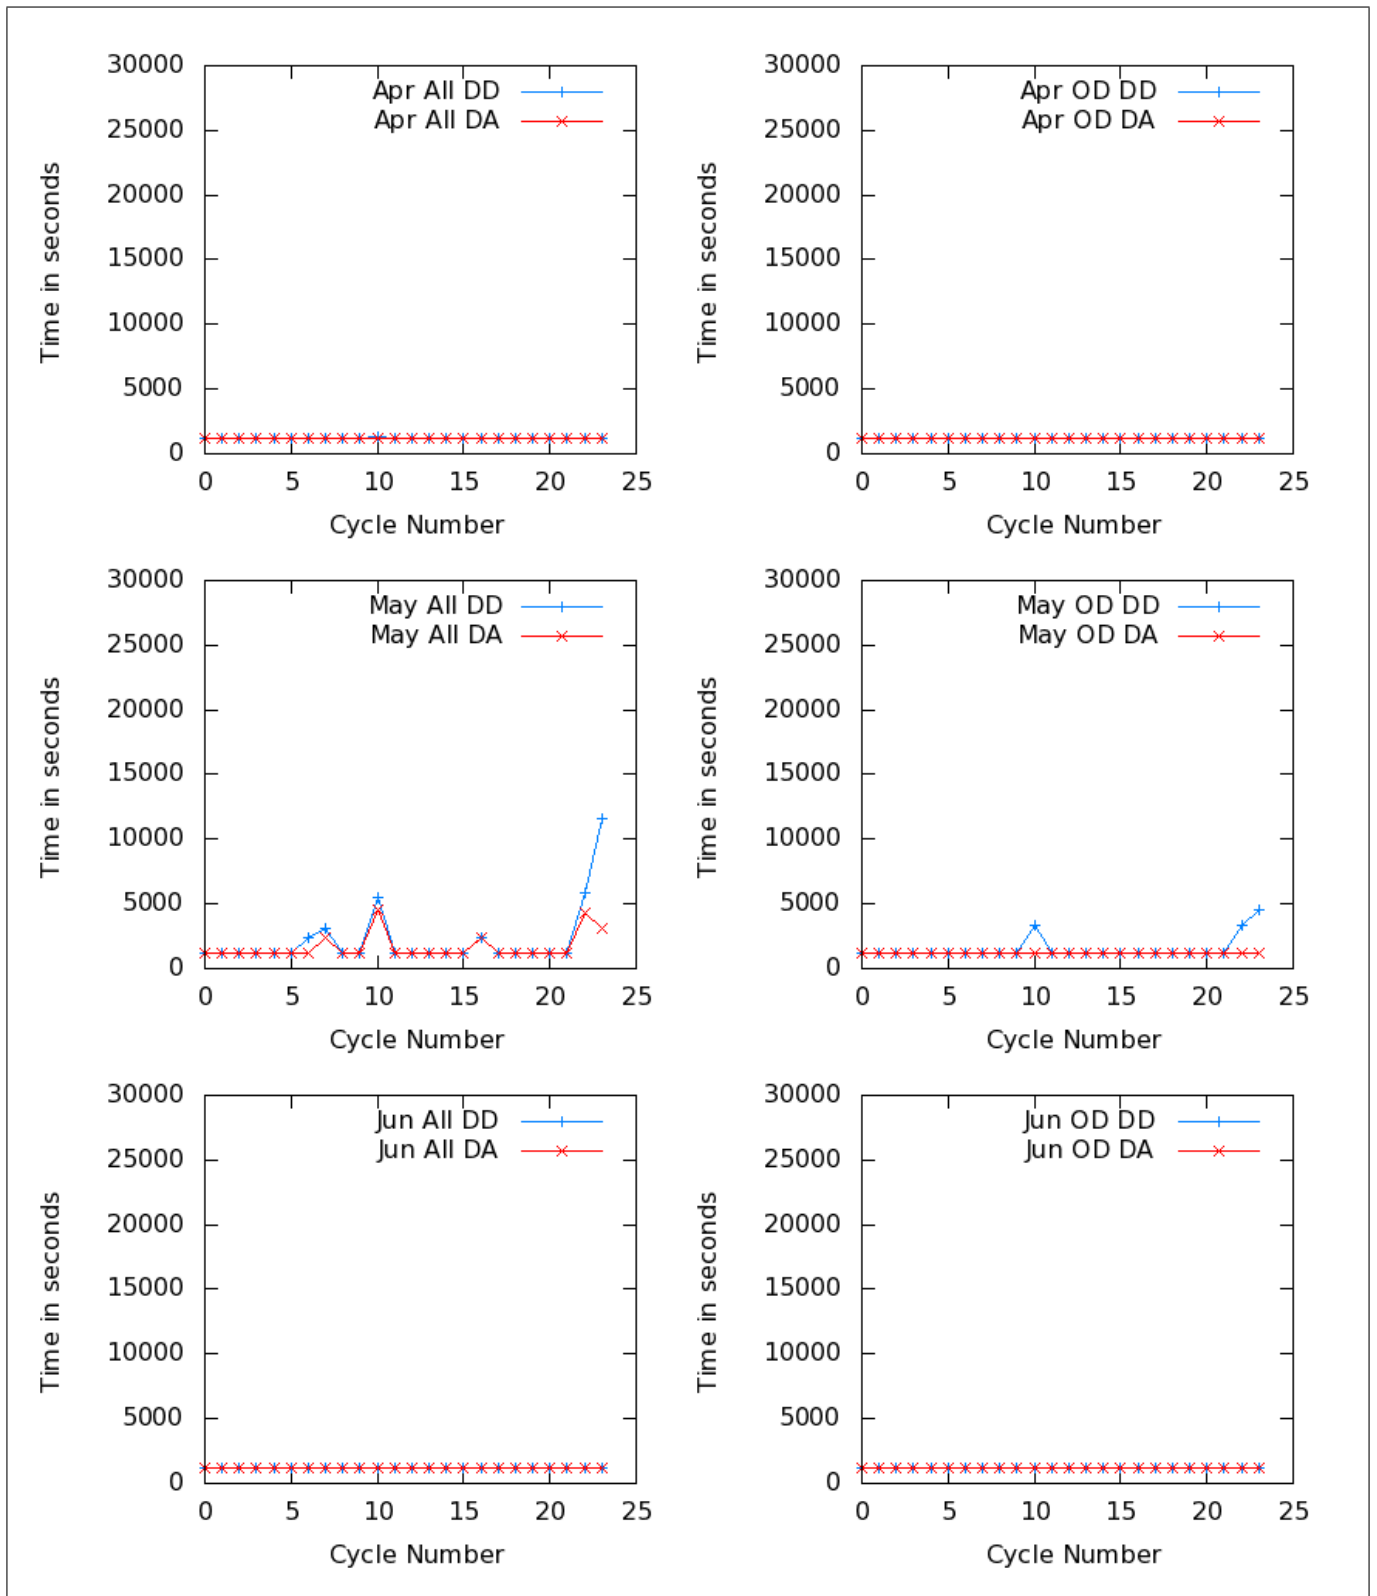 30000
25000
20000
15000
10000
5000
0
Time in seconds
Apr All DD
Apr All DA
0 5 10 15 20 25
Cycle Number
30000
25000
20000
15000
10000
5000
0
Time in seconds
Apr OD DD
Apr OD DA
0 5 10 15 20 25
Cycle Number
30000
25000
20000
15000
10000
5000
0
Time in seconds
May All DD
May All DA
0 5 10 15 20 25
Cycle Number
30000
25000
20000
15000
10000
5000
0
Time in seconds
May OD DD
May OD DA
0 5 10 15 20 25
Cycle Number
30000
25000
20000
15000
10000
5000
0
Time in seconds
Jun All DD
Jun All DA
0 5 10 15 20 25
Cycle Number
30000
25000
20000
15000
10000
5000
0
Time in seconds
Jun OD DD
Jun OD DA
0 5 10 15 20 25
Cycle Number